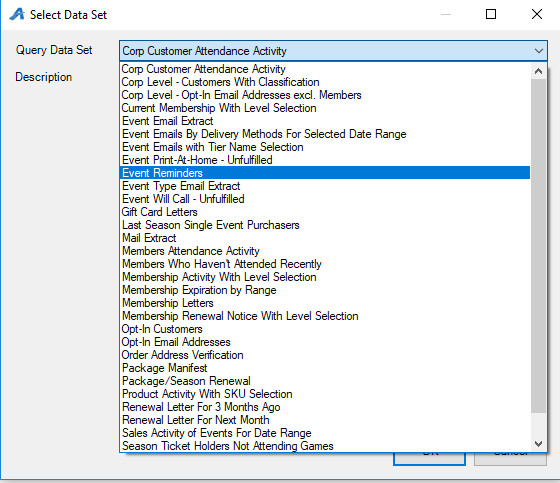 Select Data Set
Query Data Set
Corp Customer Attendance Activity
Description
Corp Customer Attendance Activity
Corp Level - Customers With Classification
Corp Level - Opt-In Email Addresses excl. Members
Current Membership With Level Selection
Event Email Extract
Event Emails By Delivery Methods For Selected Date Range
Event Emails with Tier Name Selection
Event Print-At-Home - Unfulfilled
Event Reminders
Event Type Email Extract
Event Will Call - Unfulfilled
Gift Card Letters
Last Season Single Event Purchasers
Mail Extract
Members Attendance Activity
Members Who Haven't Attended Recently
Membership Activity With Level Selection
Membership Expiration by Range
Membership Letters
Membership Renewal Notice With Level Selection
Opt-In Customers
Opt-In Email Addresses
Order Address Verification
Package Manifest
Package/Season Renewal
Product Activity With SKU Selection
Renewal Letter For 3 Months Ago
Renewal Letter For Next Month
Sales Activity of Events For Date Range
Season Ticket Holders Not Attending Games